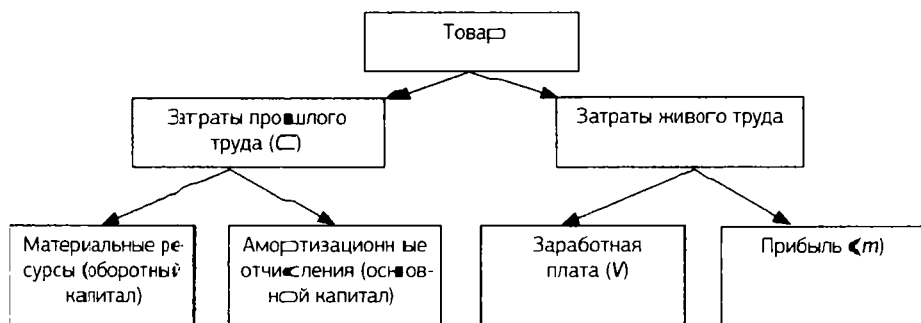 Товар
Затраты прошлого
труда (С)
Затраты живого труда
Материальные ре-
сурсы (оборотный
капитал)
Амортизационные
отчисления (основ-
ной капитал)
Заработная
плата (V)
Прибыль (m)